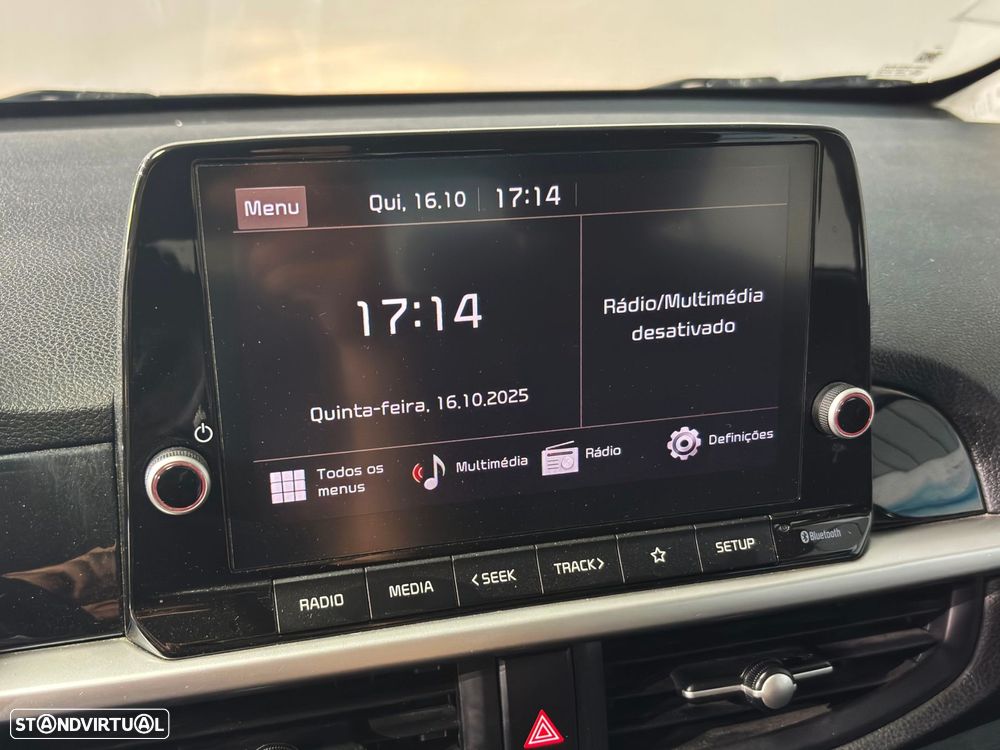 Menu
Qui, 16.10
17:14
17:14
Quinta-feira, 16.10.2025
Rádio/Multimédia
desativado
Todos os
menus
Multimédia
Rádio
Definições
RADIO
MEDIA
<SEEK
TRACK>
SETUP
Bluetooth
STANDVIRTUAL